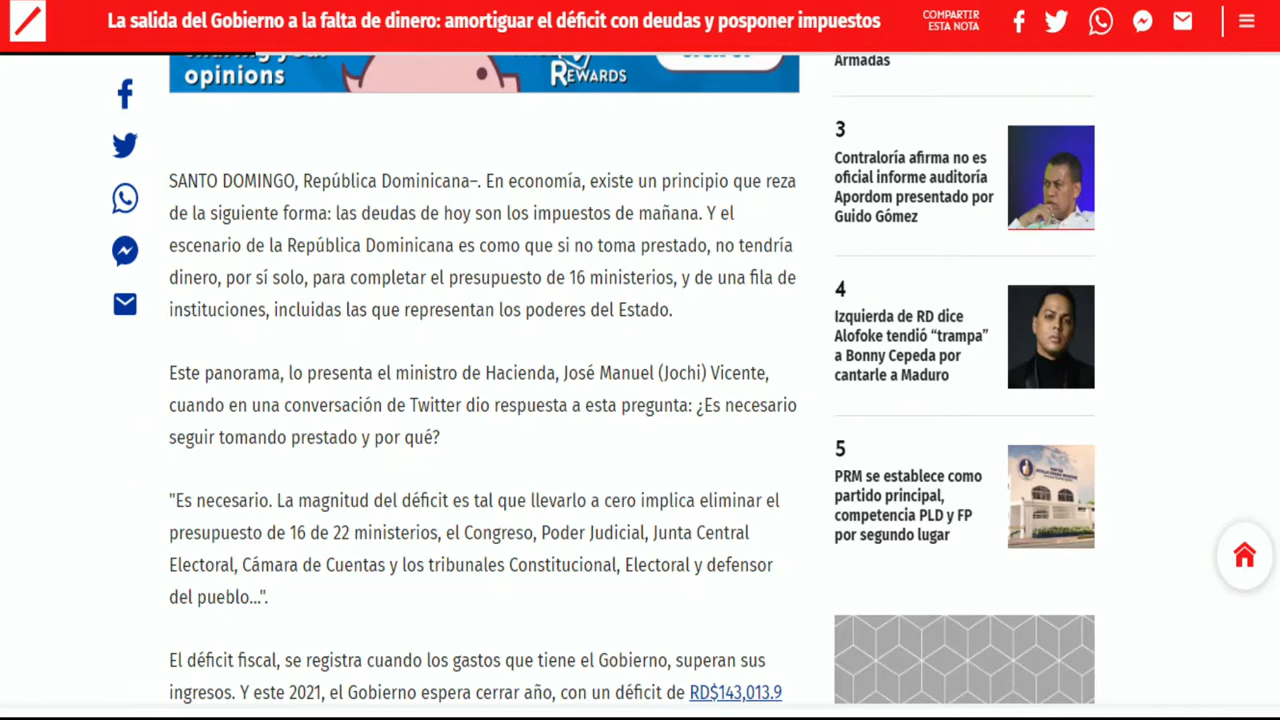 La salida del Gobierno a la falta de dinero: amortiguar el déficit con deudas y posponer impuestos
COMPARTIR
ESTA NOTA
opinions
REWARDS
SANTO DOMINGO, República Dominicana–. En economía, existe un principio que reza
de la siguiente forma: las deudas de hoy son los impuestos de mañana. Y el
escenario de la República Dominicana es como que si no toma prestado, no tendría
dinero, por sí solo, para completar el presupuesto de 16 ministerios, y de una fila de
instituciones, incluidas las que representan los poderes del Estado.
Este panorama, lo presenta el ministro de Hacienda, José Manuel (Jochi) Vicente,
cuando en una conversación de Twitter dio respuesta a esta pregunta: ¿Es necesario
seguir tomando prestado y por qué?
"Es necesario. La magnitud del déficit es tal que llevarlo a cero implica eliminar el
presupuesto de 16 de 22 ministerios, el Congreso, Poder Judicial, Junta Central
Electoral, Cámara de Cuentas y los tribunales Constitucional, Electoral y defensor
del pueblo...".
El déficit fiscal, se registra cuando los gastos que tiene el Gobierno, superan sus
ingresos. Y este 2021, el Gobierno espera cerrar año, con un déficit de RD$143,013.9
Armadas
3
Contraloría afirma no es
oficial informe auditoría
Apordom presentado por
Guido Gómez
4
Izquierda de RD dice
Alofoke tendió “trampa”
a Bonny Cepeda por
cantarle a Maduro
5
PRM se establece como
partido principal,
competencia PLD y FP
por segundo lugar